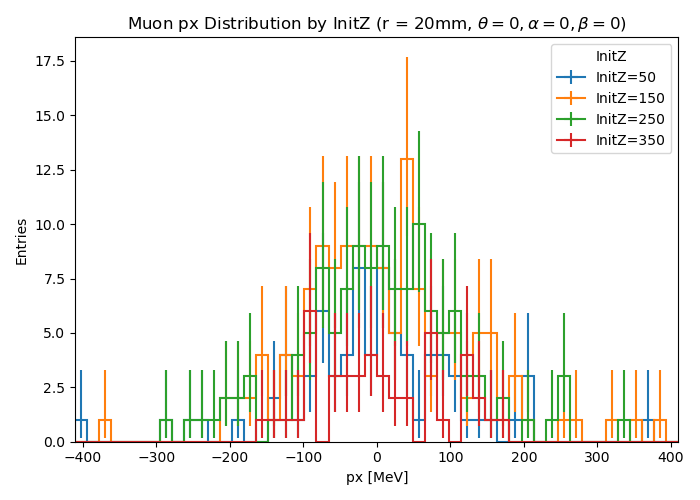 Muon px Distribution by InitZ (r = 20mm, θ = 0, α = 0, β = 0)
InitZ
InitZ=50
InitZ=150
InitZ=250
InitZ=350
Entries
17.5
15.0
12.5
10.0
7.5
5.0
2.5
0.0
−400 −300 −200 −100 0 100 200 300 400
px [MeV]